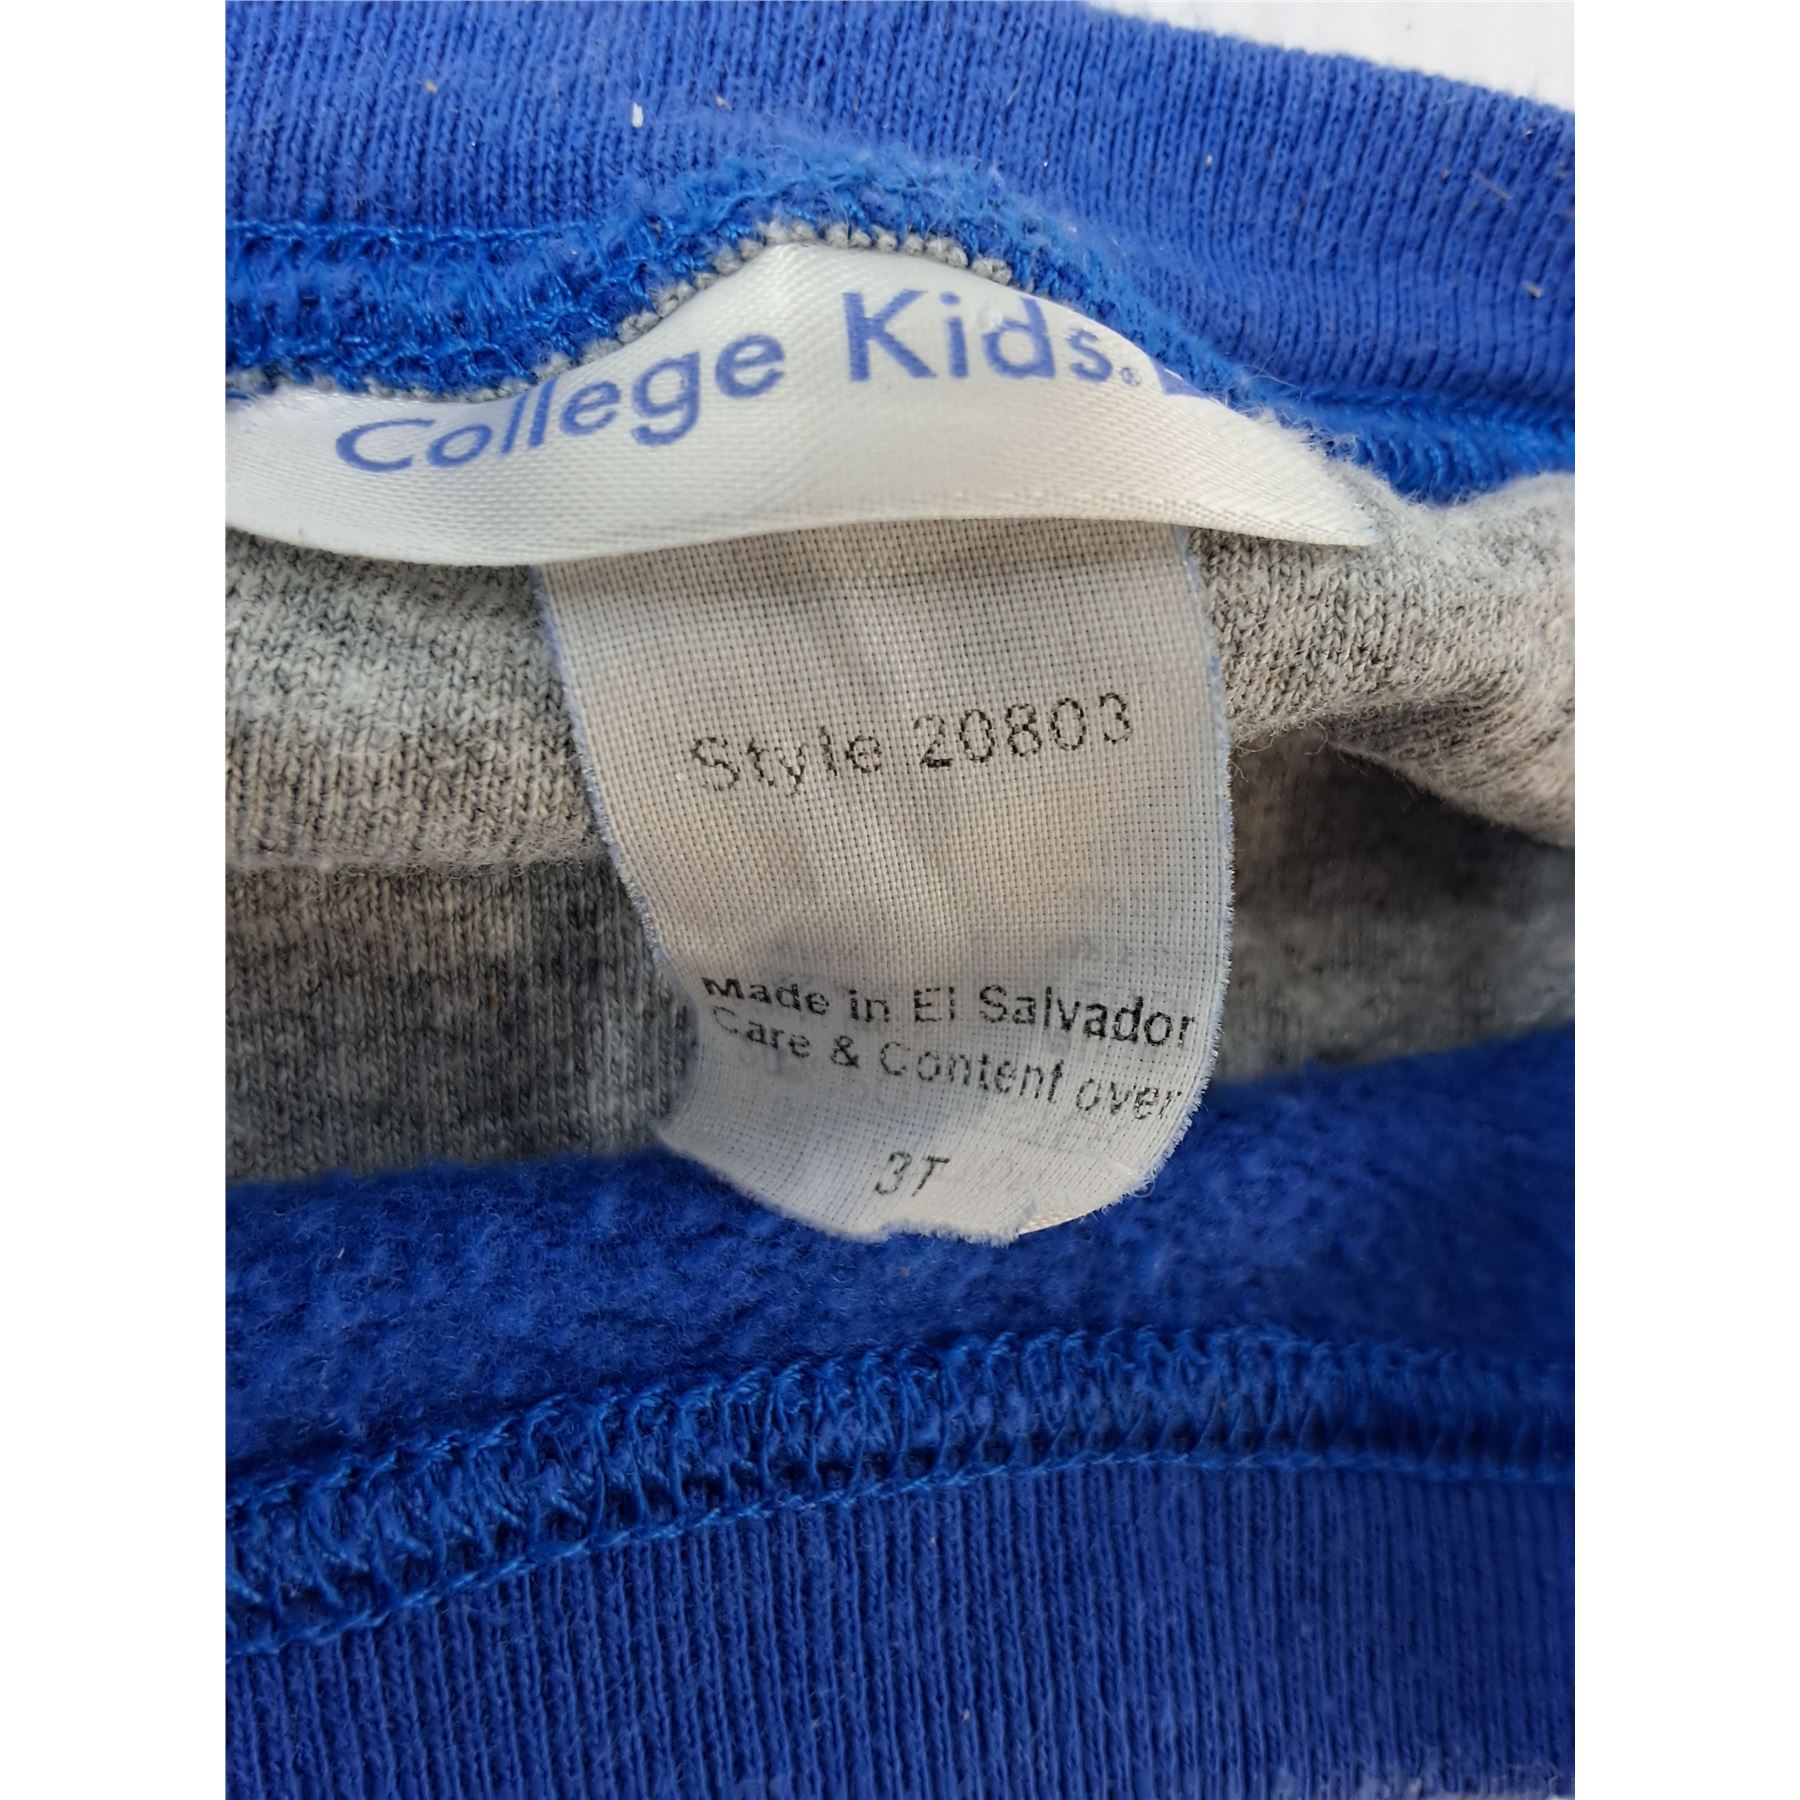 College Kids®
Style 20803
Made in El Salvador
Care & Content over
3T